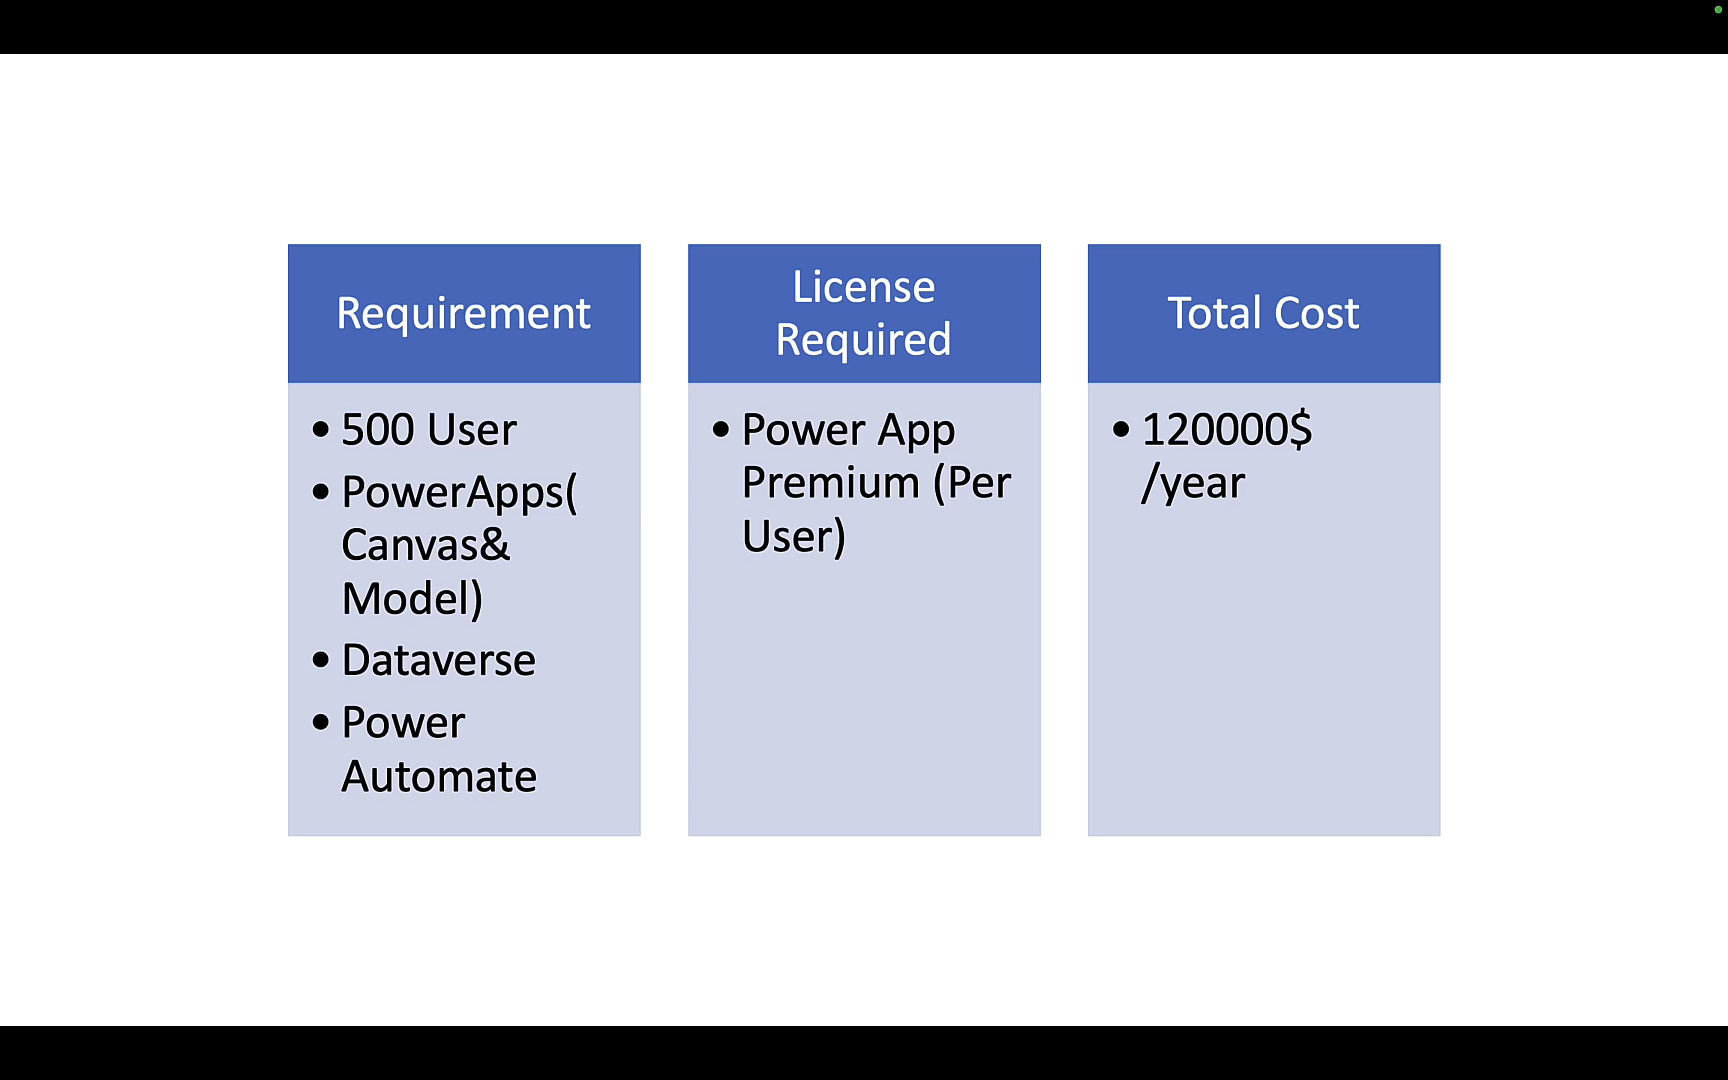 Requirement
• 500 User
• PowerApps(
Canvas&
Model)
• Dataverse
• Power
Automate
License
Required
• Power App
Premium (Per
User)
Total Cost
• 120000$
/year